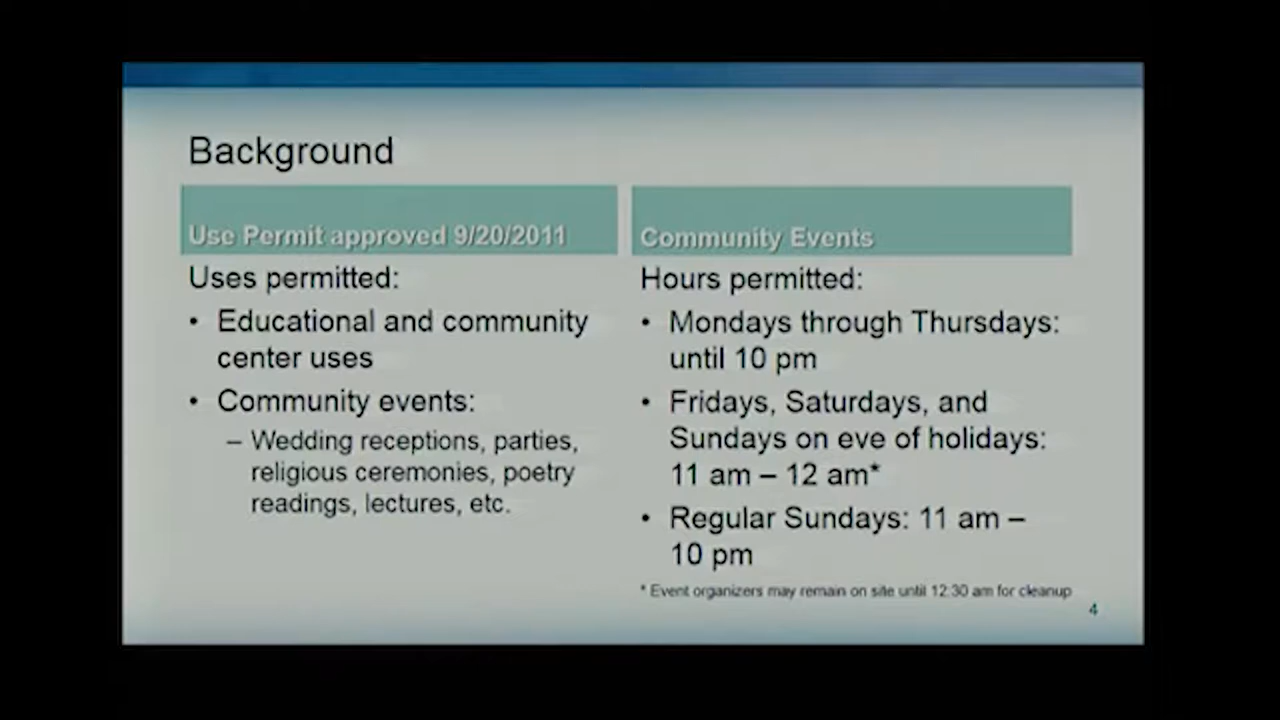 Background
Use Permit approved 9/20/2011
Uses permitted:
• Educational and community
center uses
• Community events:
– Wedding receptions, parties,
religious ceremonies, poetry
readings, lectures, etc.
Community Events
Hours permitted:
• Mondays through Thursdays:
until 10 pm
• Fridays, Saturdays, and
Sundays on eve of holidays:
11 am – 12 am*
• Regular Sundays: 11 am –
10 pm
* Event organizers may remain on site until 12:30 am for cleanup
4